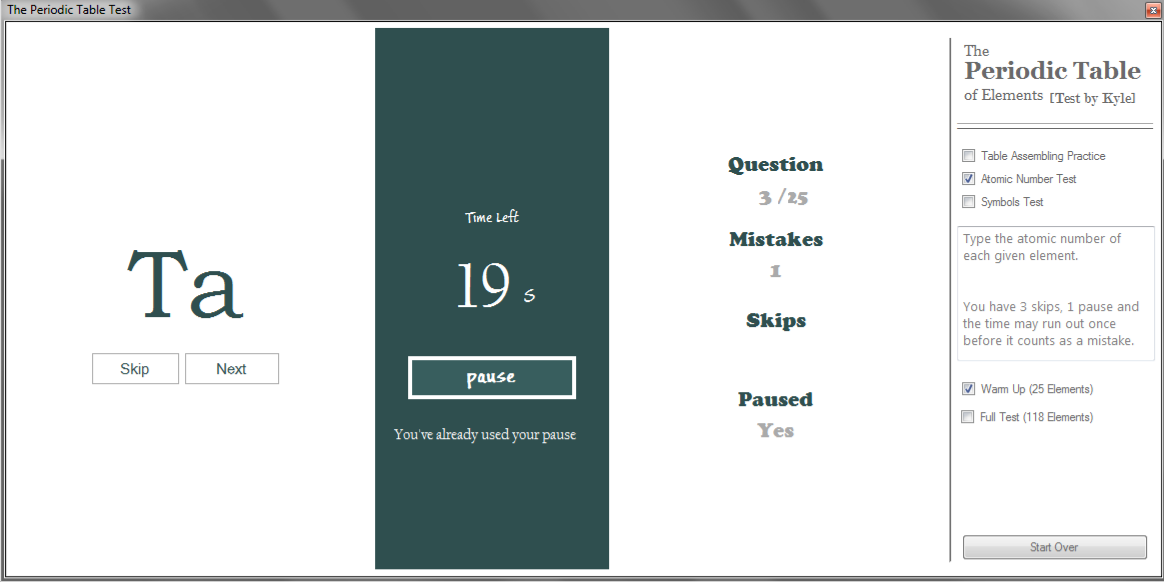 The Periodic Table Test
Ta
Skip
Next
Time Left
19 s
pause
You've already used your pause
Question
3 /25
Mistakes
1
Skips
Paused
Yes
The
Periodic Table
of Elements [Test by Kyle]
Table Assembling Practice
Atomic Number Test
Symbols Test
Type the atomic number of
each given element.
You have 3 skips, 1 pause and
the time may run out once
before it counts as a mistake.
Warm Up (25 Elements)
Full Test (118 Elements)
Start Over